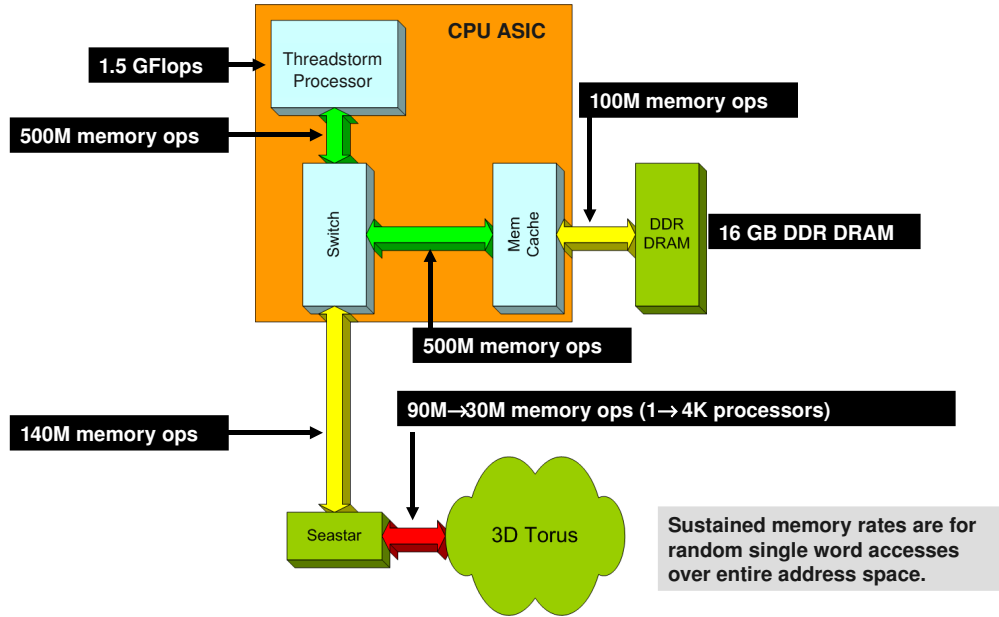 CPU ASIC
Threadstorm
Processor
1.5 GFlops
100M memory ops
500M memory ops
Switch
Mem
Cache
DDR
DRAM
16 GB DDR DRAM
500M memory ops
90M→30M memory ops (1→ 4K processors)
140M memory ops
Seastar
3D Torus
Sustained memory rates are for
random single word accesses
over entire address space.